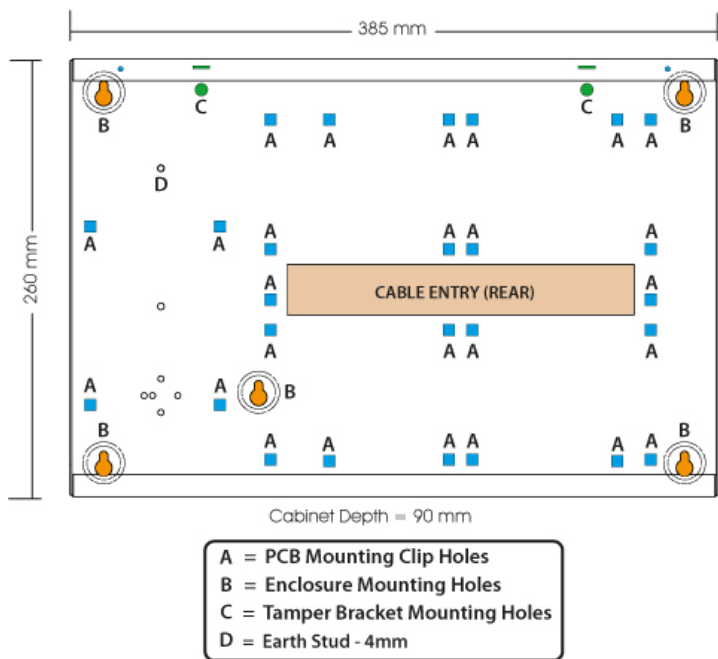 385 mm
260 mm
B
C
C
B
A
A
A
A
A
A
D
A
A
A
A
A
A
A
CABLE ENTRY (REAR)
A
A
A
A
A
A
A
B
B
B
A
A
A
A
A
A
Cabinet Depth = 90 mm
A = PCB Mounting Clip Holes
B = Enclosure Mounting Holes
C = Tamper Bracket Mounting Holes
D = Earth Stud - 4mm